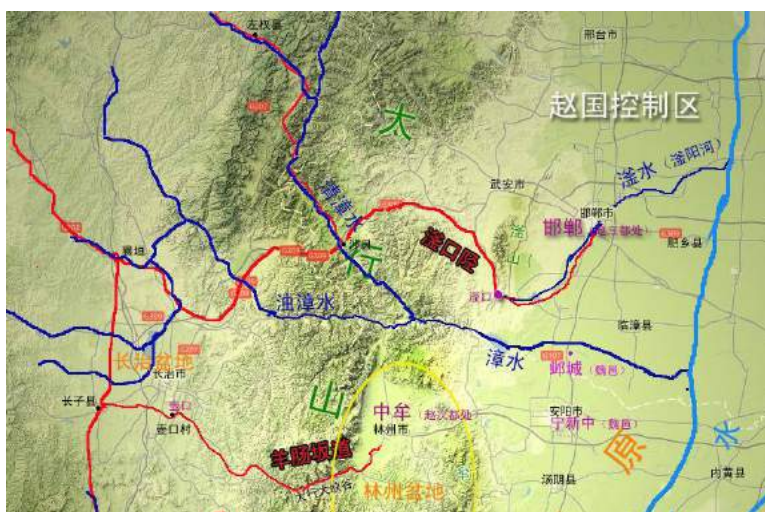 左权县
邢台市
赵国控制区
太
武安市
滏水（滏阳河）
清漳水
邯郸市
邯郸
肥乡县
滏口陉
滏山
襄垣
行
滏口
浊漳水
临漳县
漳水
长治盆地
长治市
邺城（魏邑）
长子县
壶口
壶口村
山
中牟（赵汉都处）
林州市
安阳市
宁新中（魏邑）
羊肠坂道
原
水
林州盆地
汤阴县
内黄县